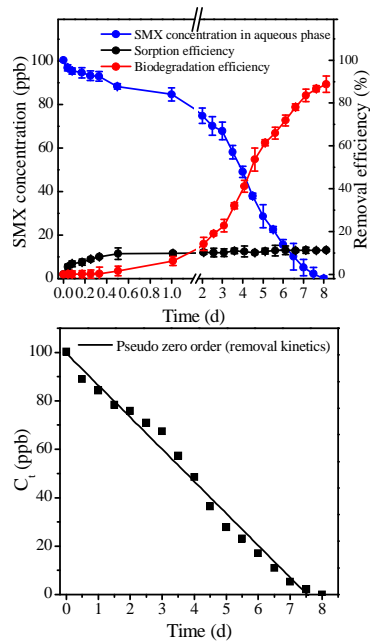 SMX concentration in aqueous phase
Sorption efficiency
Biodegradation efficiency
SMX concentration (ppb)
100
80
60
40
20
0
Removal efficiency (%)
100
80
60
40
20
0
0.0 0.2 0.4 0.6 0.8 1.0 2 3 4 5 6 7 8
Time (d)
Pseudo zero order (removal kinetics)
Ct (ppb)
100
80
60
40
20
0
0 1 2 3 4 5 6 7 8
Time (d)